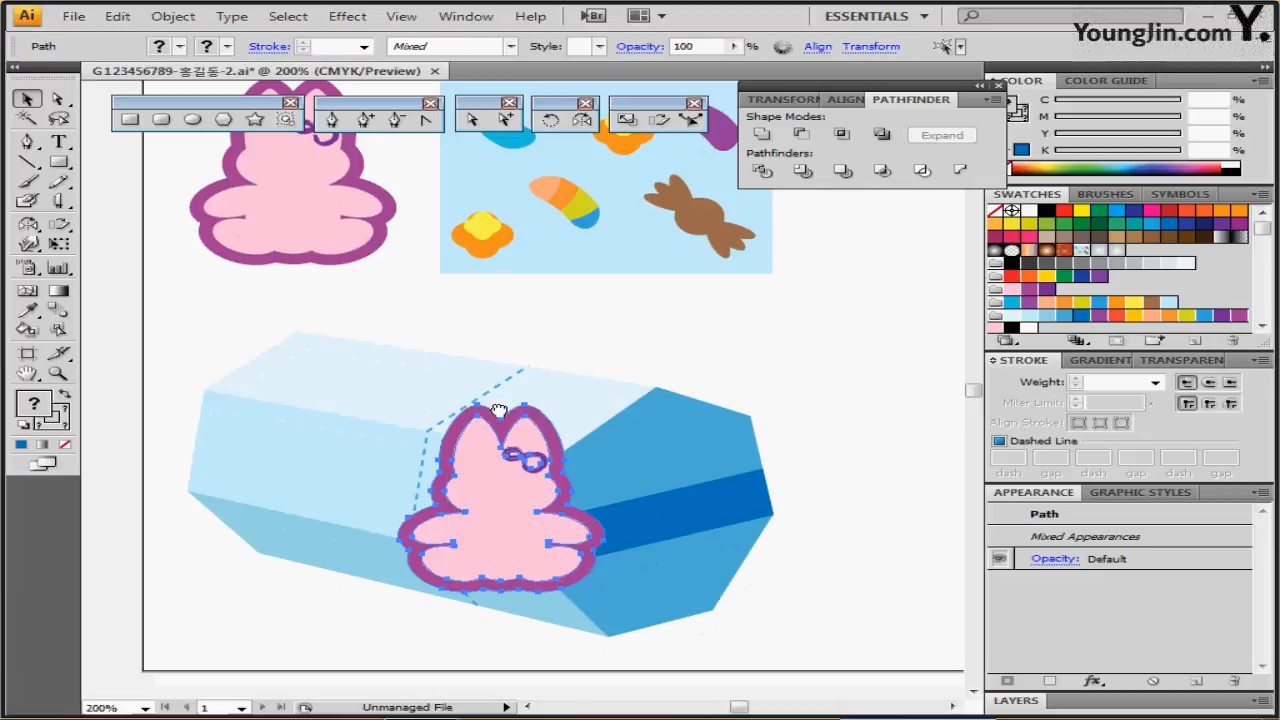 Ai File Edit Object Type Select Effect View Window Help Br ESSENTIALS
YoungJin.com Y.
Path ? ? Stroke: Mixed Style: Opacity: 100 % Align Transform
G123456789-홍길동-2.ai* @ 200% (CMYK/Preview) ×
COLOR COLOR GUIDE
TRANSFORM ALIGN PATHFINDER
Shape Modes:
Expand
Pathfinders:
C %
M %
Y %
K %
SWATCHES BRUSHES SYMBOLS
STROKE GRADIENT TRANSPAREN
Weight:
Miter Limit: x
Align Stroke:
Dashed Line
dash gap dash gap dash gap
APPEARANCE GRAPHIC STYLES
Path
Mixed Appearances
Opacity: Default
fx
LAYERS
?
T
200% 1 Unmanaged File